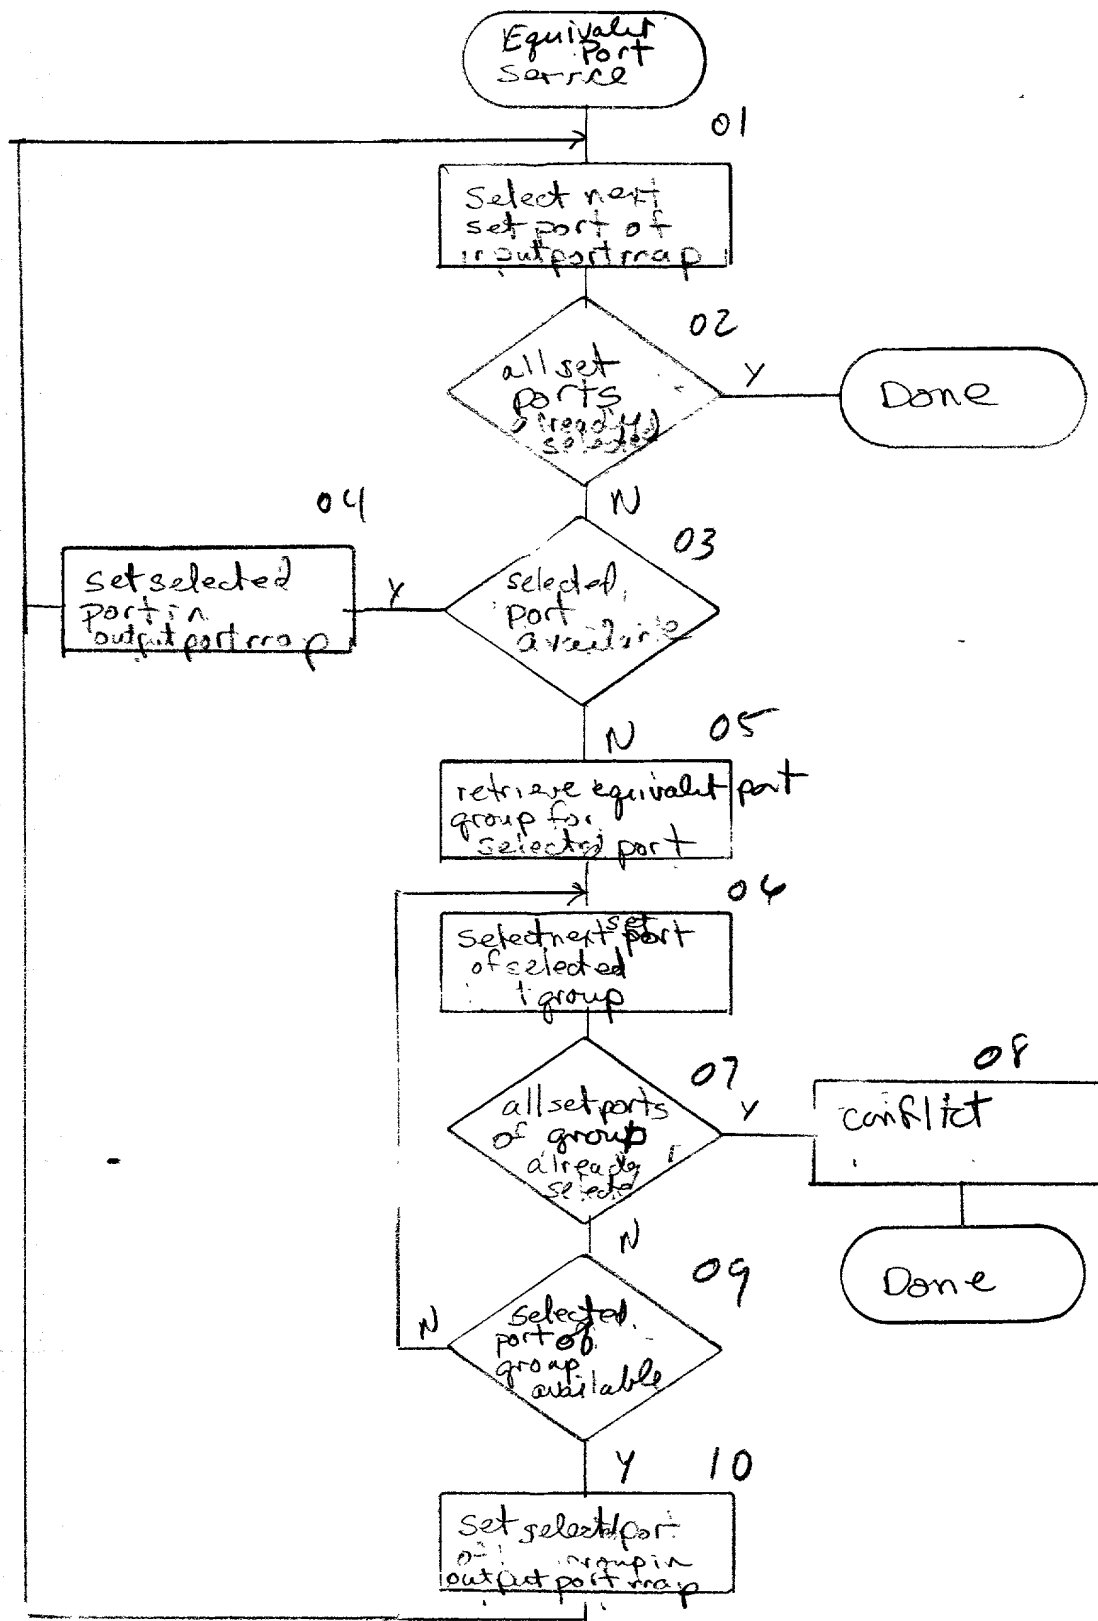 Equivalent
Port
Service
01
Select next
set port of
input port map
02
all set
ports
already
selected
Y
Done
N
04
03
set selected
port in
output port map
Y
selected
port
available
N
05
retrieve equivalent port
group for
selected port
06
set
select next port
of selected
group
07
08
all set ports
of group
already
selected
Y
conflict
N
09
Done
N
selected
port of
group
available
Y
10
set selected port
of group in
output port map